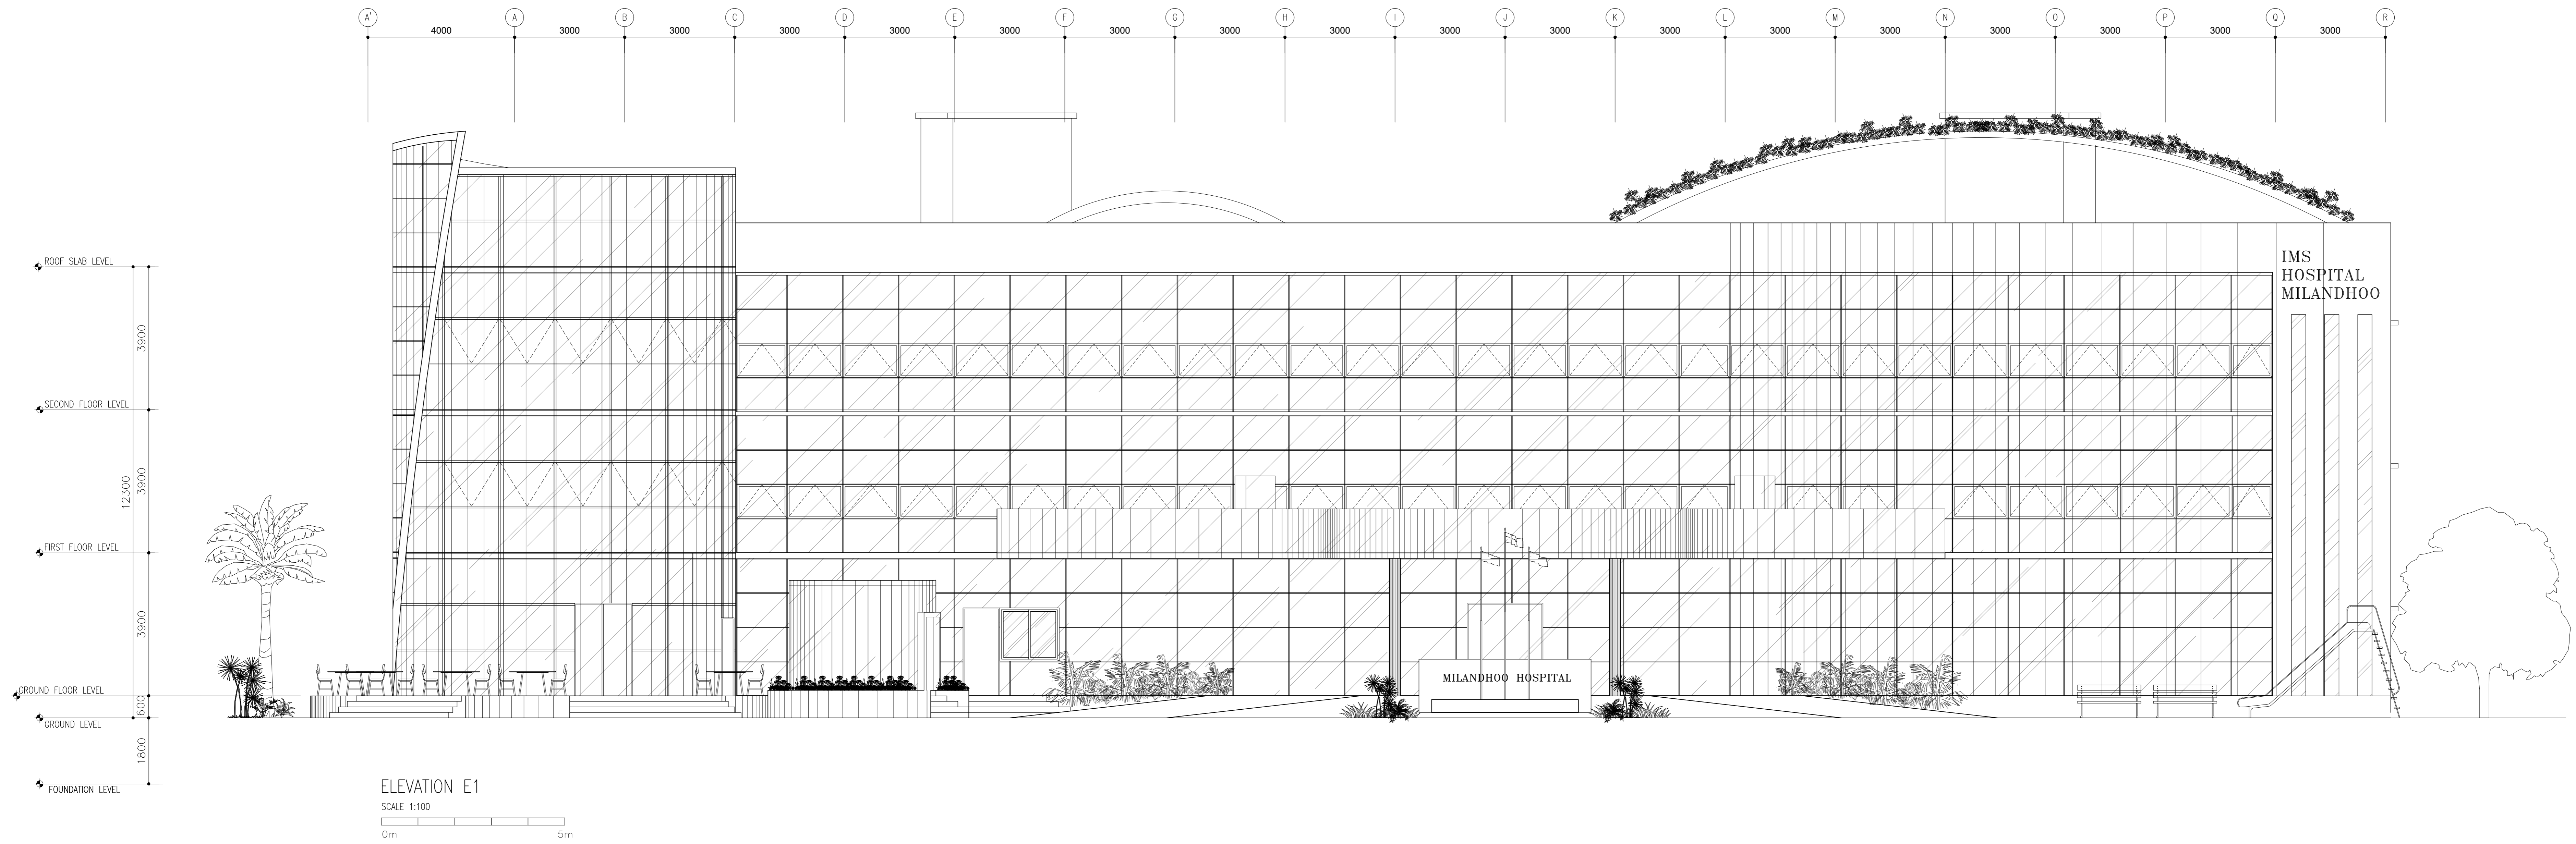 A' A B C D E F G H I J K L M N O P Q R
4000 3000 3000 3000 3000 3000 3000 3000 3000 3000 3000 3000 3000 3000 3000 3000 3000 3000
IMS
HOSPITAL
MILANDHOO
ROOF SLAB LEVEL
3900
SECOND FLOOR LEVEL
3900
12300
FIRST FLOOR LEVEL
3900
GROUND FLOOR LEVEL
600
GROUND LEVEL
1800
FOUNDATION LEVEL
MILANDHOO HOSPITAL
ELEVATION E1
SCALE 1:100
0m 5m